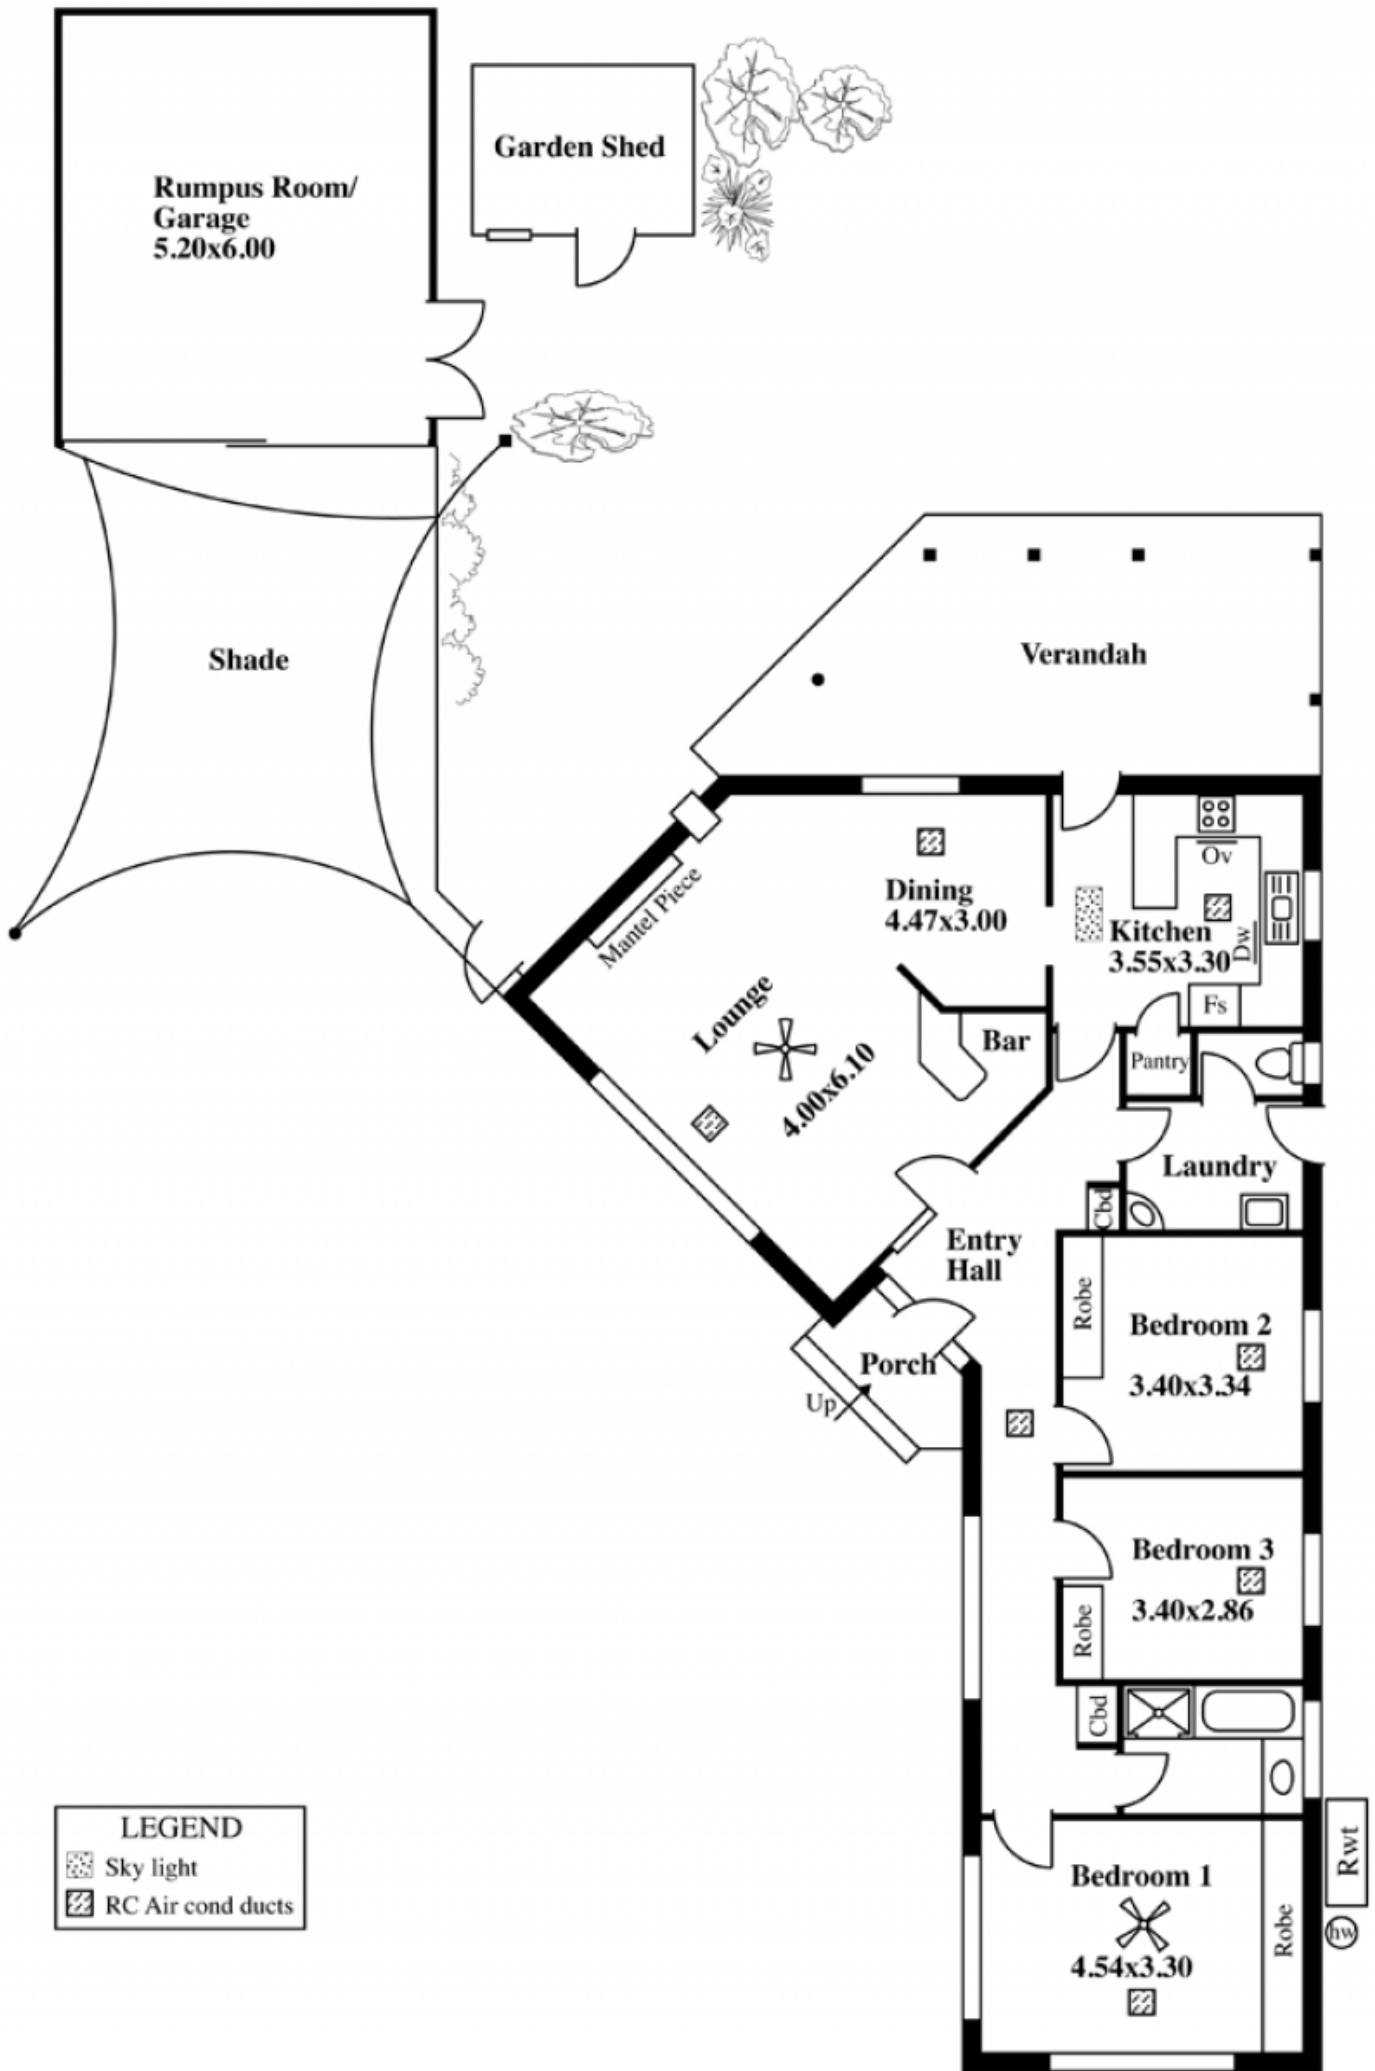 Garden Shed
Rumpus Room/
Garage
5.20x6.00
Shade
Verandah
Mantel Piece
Dining
4.47x3.00
Ov
Kitchen
3.55x3.30
Dw
Fs
Lounge
4.00x6.10
Bar
Pantry
Laundry
Cbd
Entry
Hall
Robe
Bedroom 2
3.40x3.34
Porch
Up
Bedroom 3
3.40x2.86
Robe
Cbd
LEGEND
Sky light
RC Air cond ducts
Bedroom 1
4.54x3.30
Robe
Rwt
hw